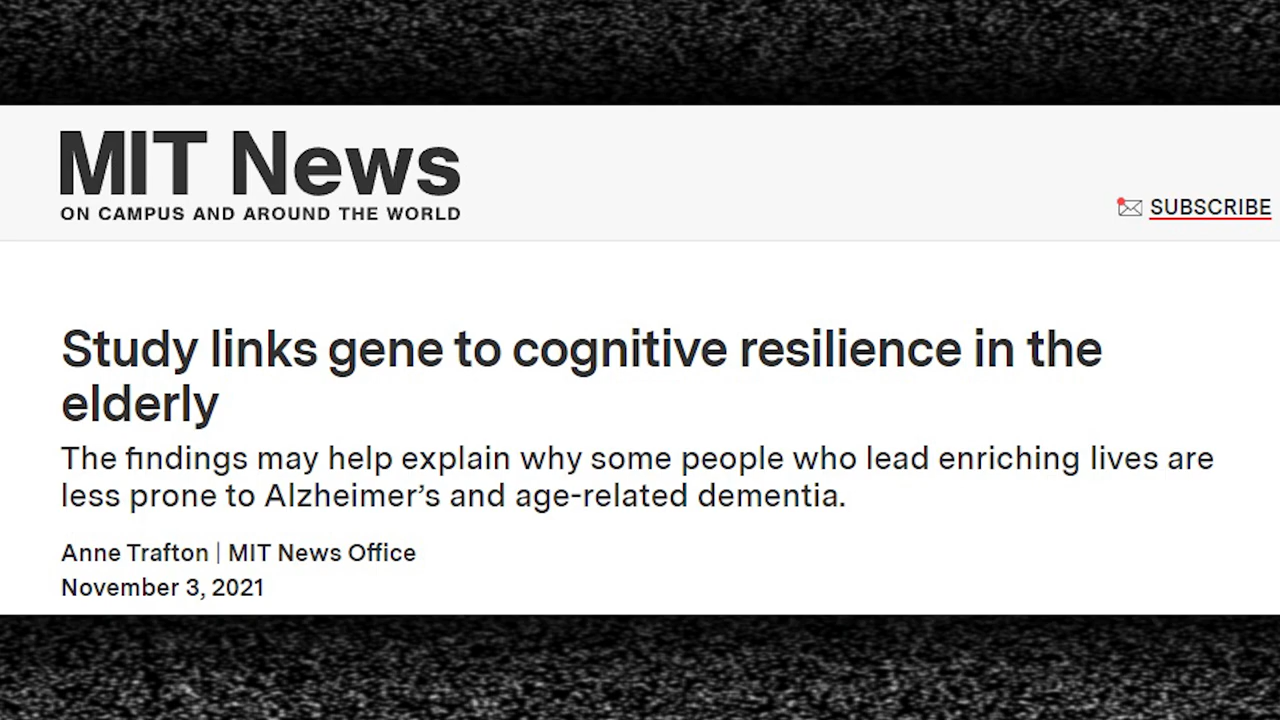 MIT News
ON CAMPUS AND AROUND THE WORLD
SUBSCRIBE
Study links gene to cognitive resilience in the
elderly
The findings may help explain why some people who lead enriching lives are
less prone to Alzheimer’s and age-related dementia.
Anne Trafton | MIT News Office
November 3, 2021